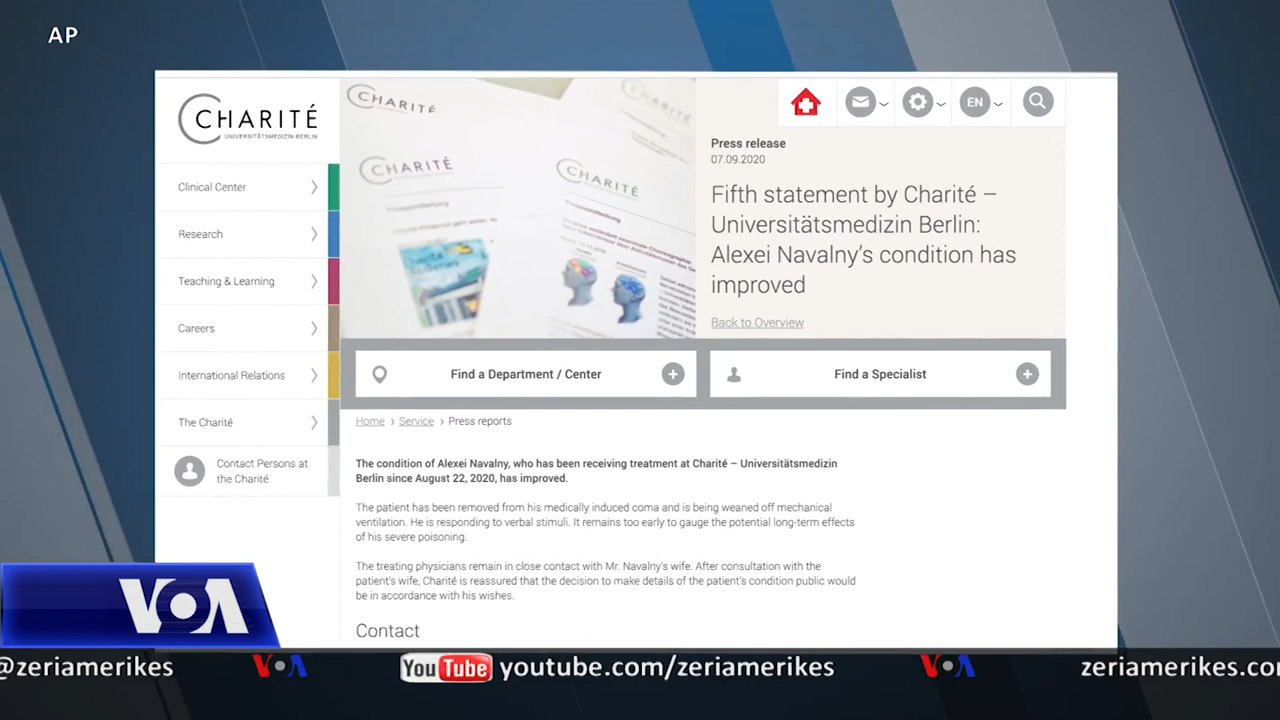 AP
CHARITÉ
UNIVERSITÄTSMEDIZIN BERLIN
Clinical Center
Research
Teaching & Learning
Careers
International Relations
The Charité
Contact Persons at
the Charité
CHARITÉ
CHARITÉ
CHARITÉ
CHARITÉ
Pressemitteilung
EN
Press release
07.09.2020
Fifth statement by Charité –
Universitätsmedizin Berlin:
Alexei Navalny’s condition has
improved
Back to Overview
Find a Department / Center
Find a Specialist
Home › Service › Press reports
The condition of Alexei Navalny, who has been receiving treatment at Charité – Universitätsmedizin
Berlin since August 22, 2020, has improved.
The patient has been removed from his medically induced coma and is being weaned off mechanical
ventilation. He is responding to verbal stimuli. It remains too early to gauge the potential long-term effects
of his severe poisoning.
The treating physicians remain in close contact with Mr. Navalny's wife. After consultation with the
patient's wife, Charité is reassured that the decision to make details of the patient's condition public would
be in accordance with his wishes.
Contact
VOA
@zeriamerikes VOA YouTube youtube.com/zeriamerikes VOA zeriamerikes.co